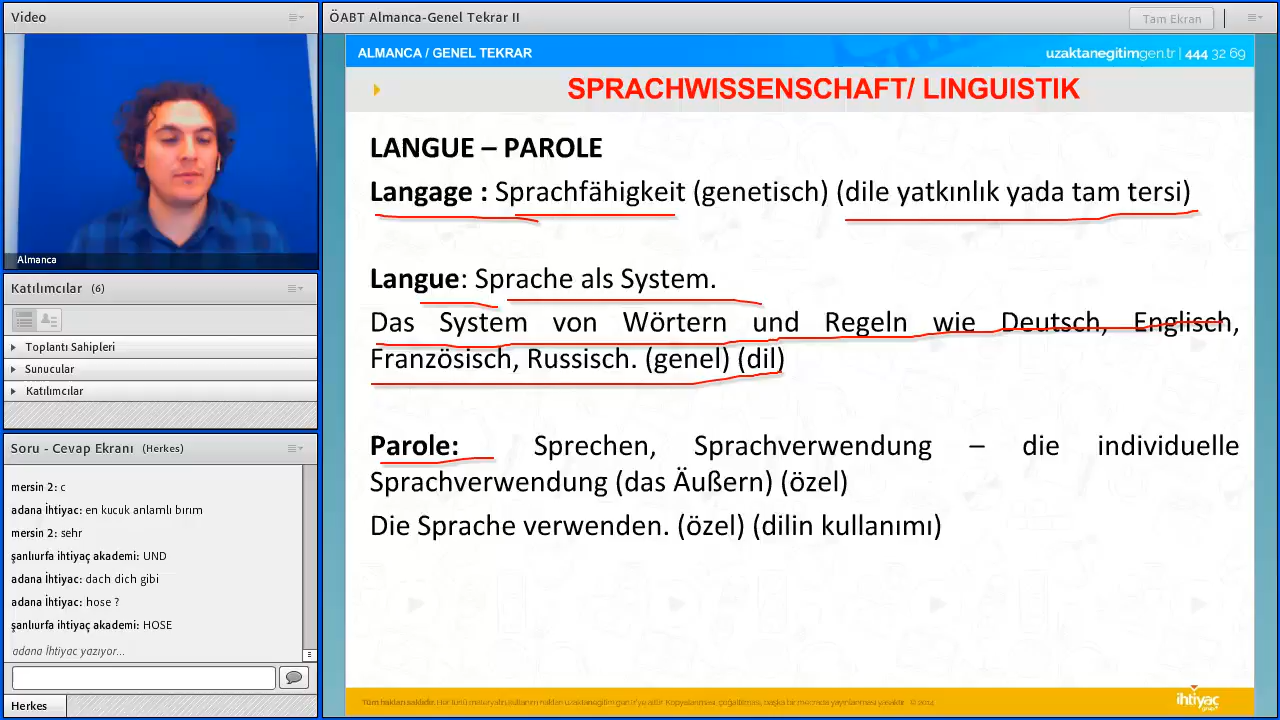 Video
Almanca
Katılımcılar (6)
Toplantı Sahipleri
Sunucular
Katılımcılar
Soru - Cevap Ekranı (Herkes)
mersin 2: c
adana İhtiyaç: en kucuk anlamlı bırım
mersin 2: sehr
şanlıurfa ihtiyaç akademi: UND
adana İhtiyaç: dach dich gibi
adana İhtiyaç: hose ?
şanlıurfa ihtiyaç akademi: HOSE
adana İhtiyaç yazıyor...
Herkes
ÖABT Almanca-Genel Tekrar II
Tam Ekran
ALMANCA / GENEL TEKRAR
uzaktanegitimgen.tr | 444 32 69
SPRACHWISSENSCHAFT/ LINGUISTIK
LANGUE – PAROLE
Langage : Sprachfähigkeit (genetisch) (dile yatkınlık yada tam tersi)
Langue: Sprache als System.
Das System von Wörtern und Regeln wie Deutsch, Englisch,
Französisch, Russisch. (genel) (dil)
Parole: Sprechen, Sprachverwendung – die individuelle
Sprachverwendung (das Äußern) (özel)
Die Sprache verwenden. (özel) (dilin kullanımı)
Tüm hakları saklıdır. © 2014
ihtiyaç